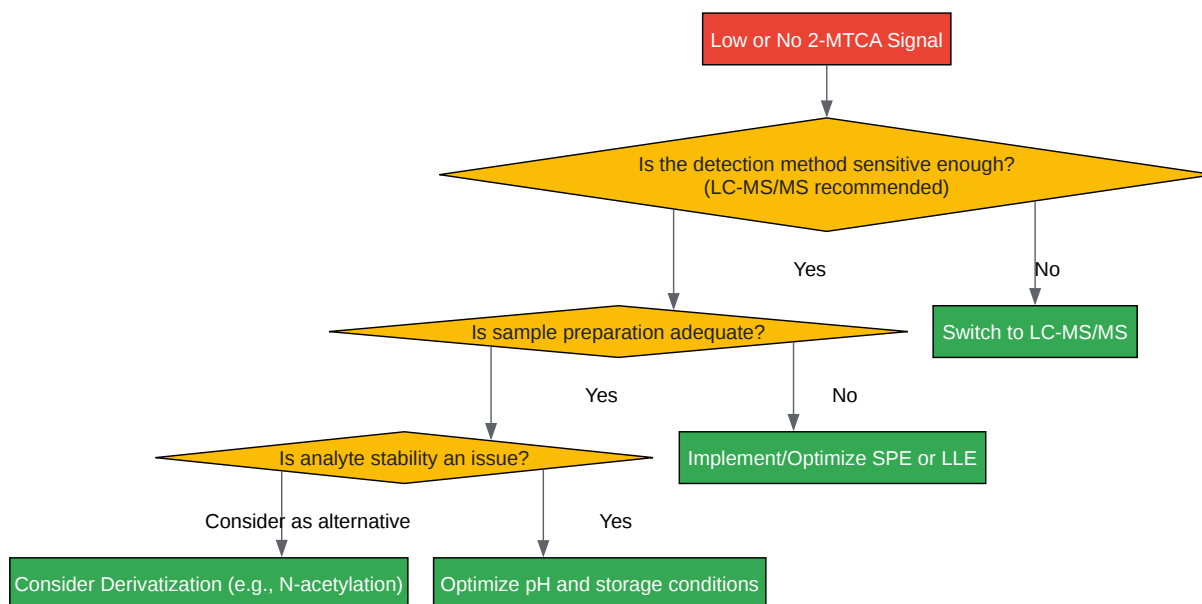 Low or No 2-MTCA Signal
Is the detection method sensitive enough?
(LC-MS/MS recommended)
Yes
No
Is sample preparation adequate?
Switch to LC-MS/MS
Yes
No
Is analyte stability an issue?
Implement/Optimize SPE or LLE
Consider as alternative
Yes
Consider Derivatization (e.g., N-acetylation)
Optimize pH and storage conditions